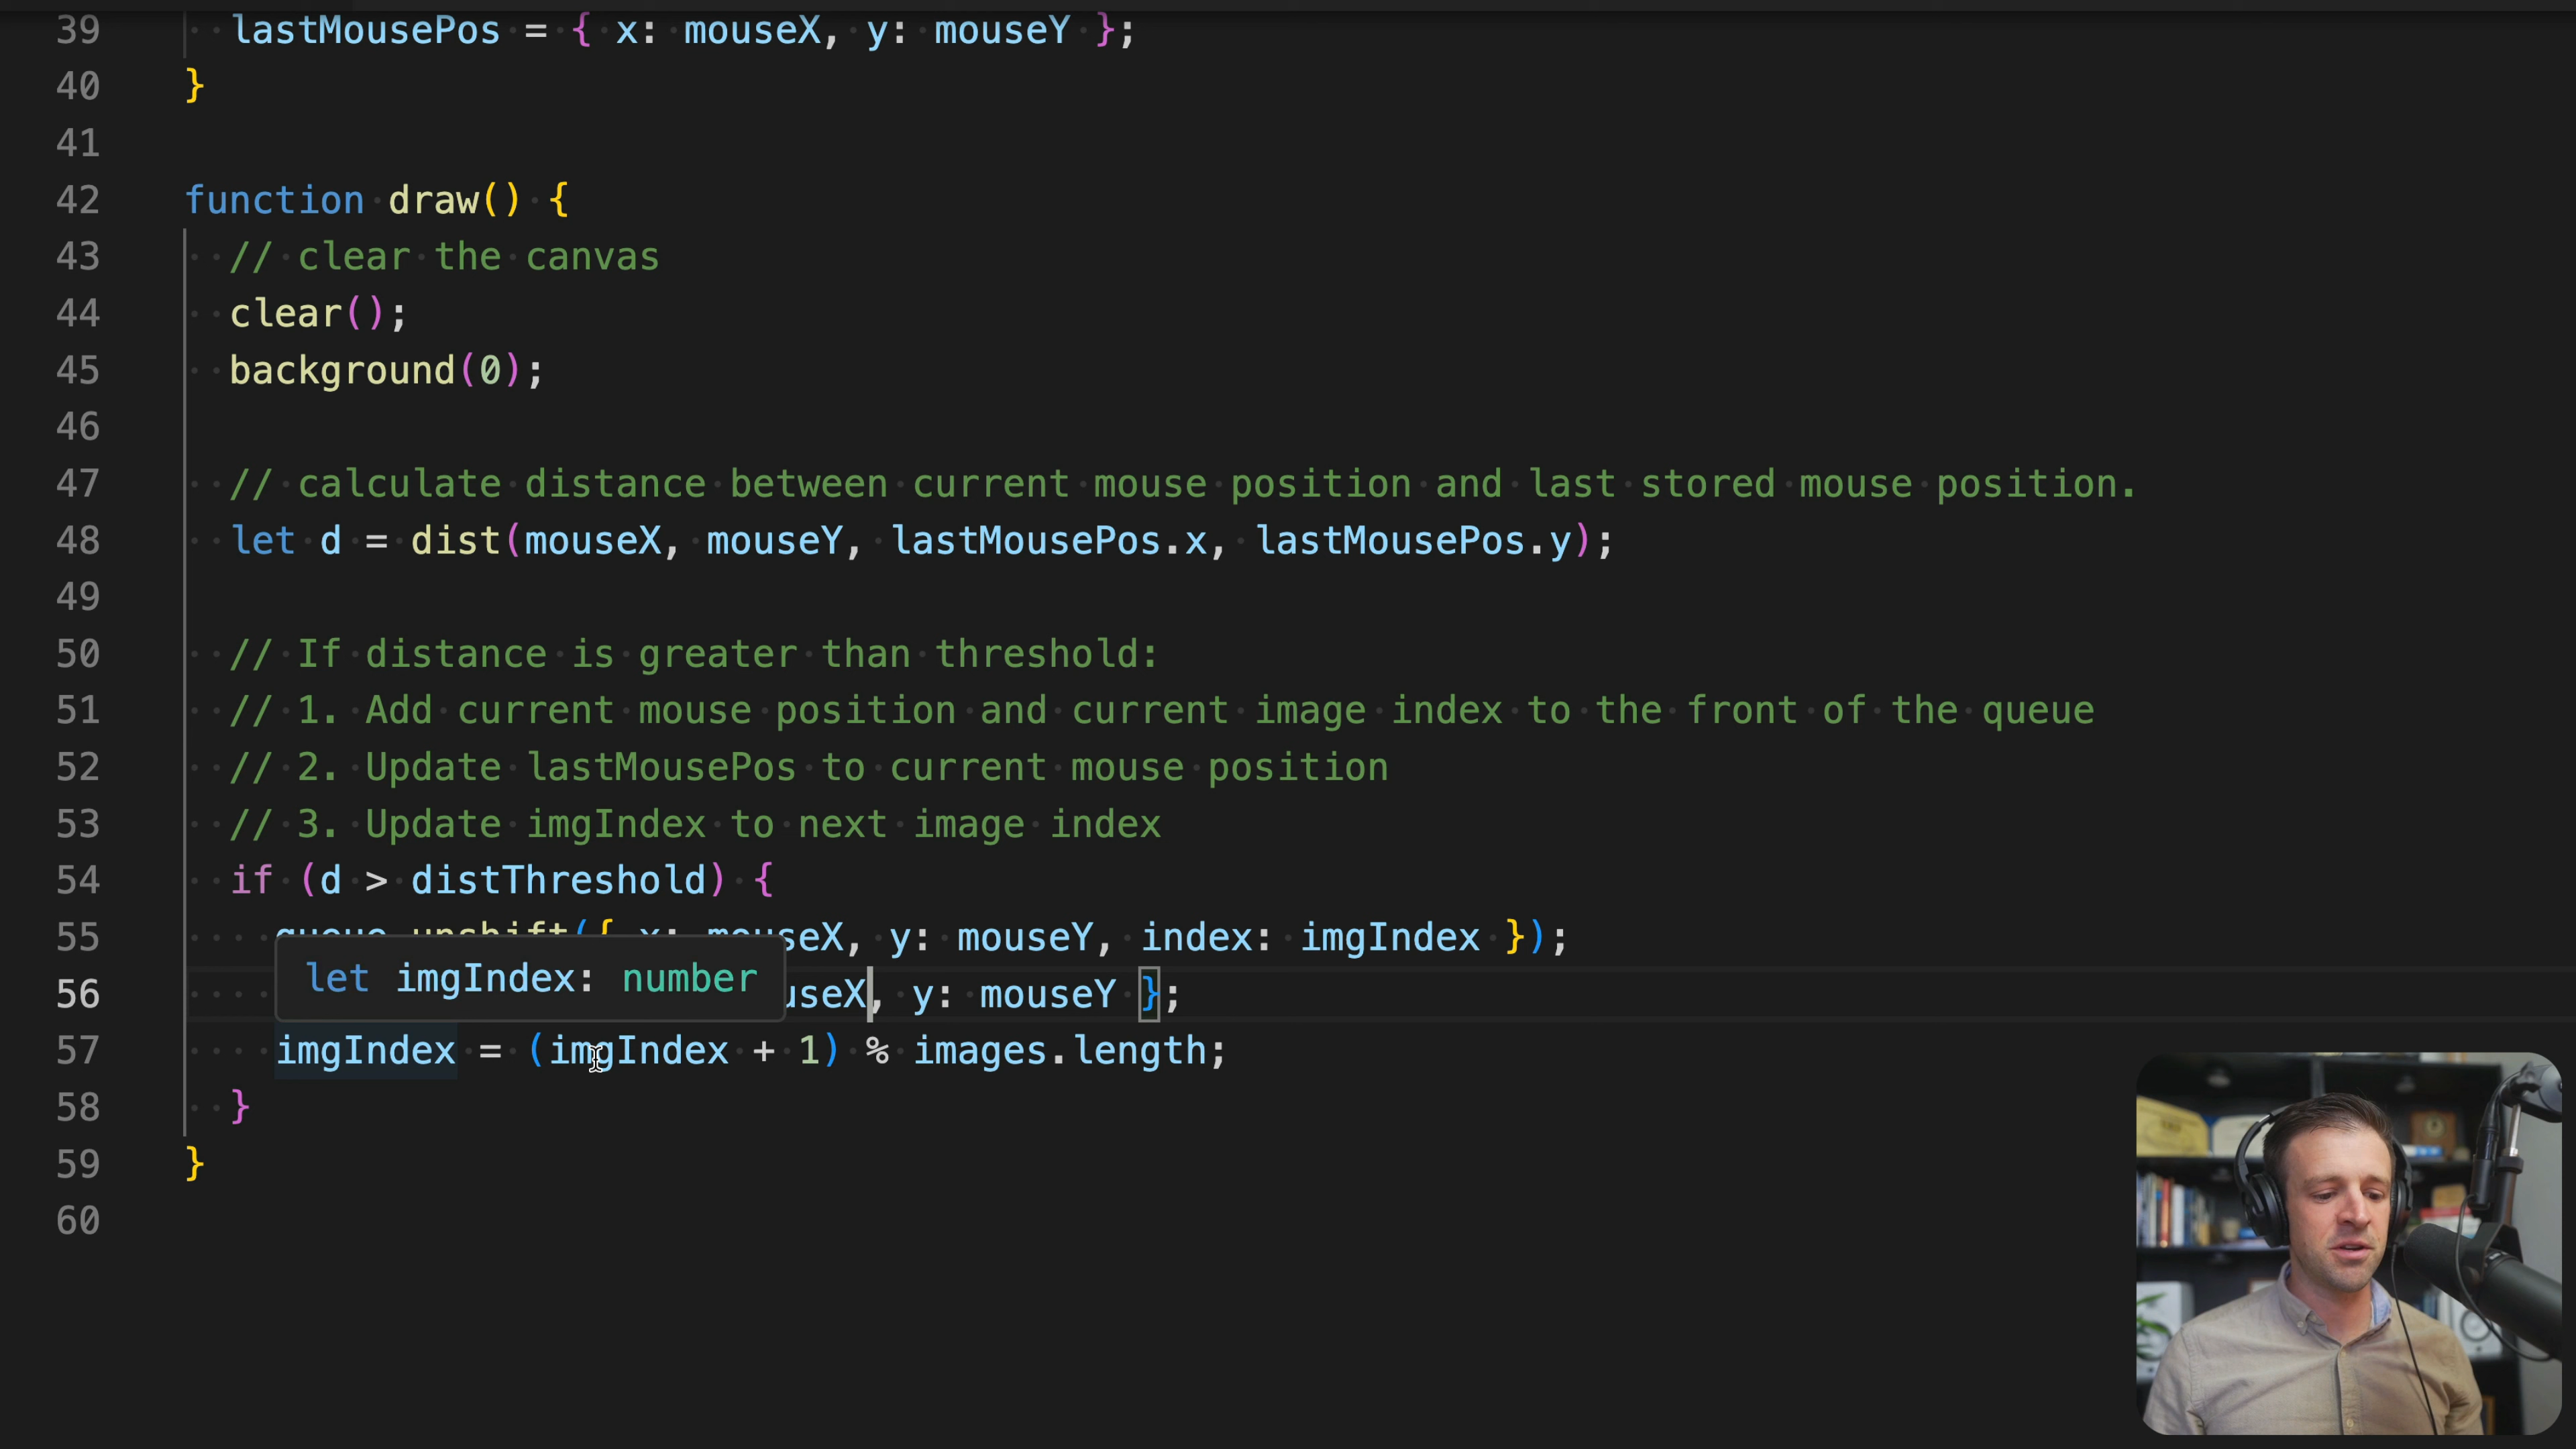 39 lastMousePos = { x: mouseX, y: mouseY };
40 }
41
42 function draw() {
43 // clear the canvas
44 clear();
45 background(0);
46
47 // calculate distance between current mouse position and last stored mouse position.
48 let d = dist(mouseX, mouseY, lastMousePos.x, lastMousePos.y);
49
50 // If distance is greater than threshold:
51 // 1. Add current mouse position and current image index to the front of the queue
52 // 2. Update lastMousePos to current mouse position
53 // 3. Update imgIndex to next image index
54 if (d > distThreshold) {
55 queue.unshift({ x: mouseX, y: mouseY, index: imgIndex });
let imgIndex: number
56 useX, y: mouseY };
57 imgIndex = (imgIndex + 1) % images.length;
58 }
59 }
60